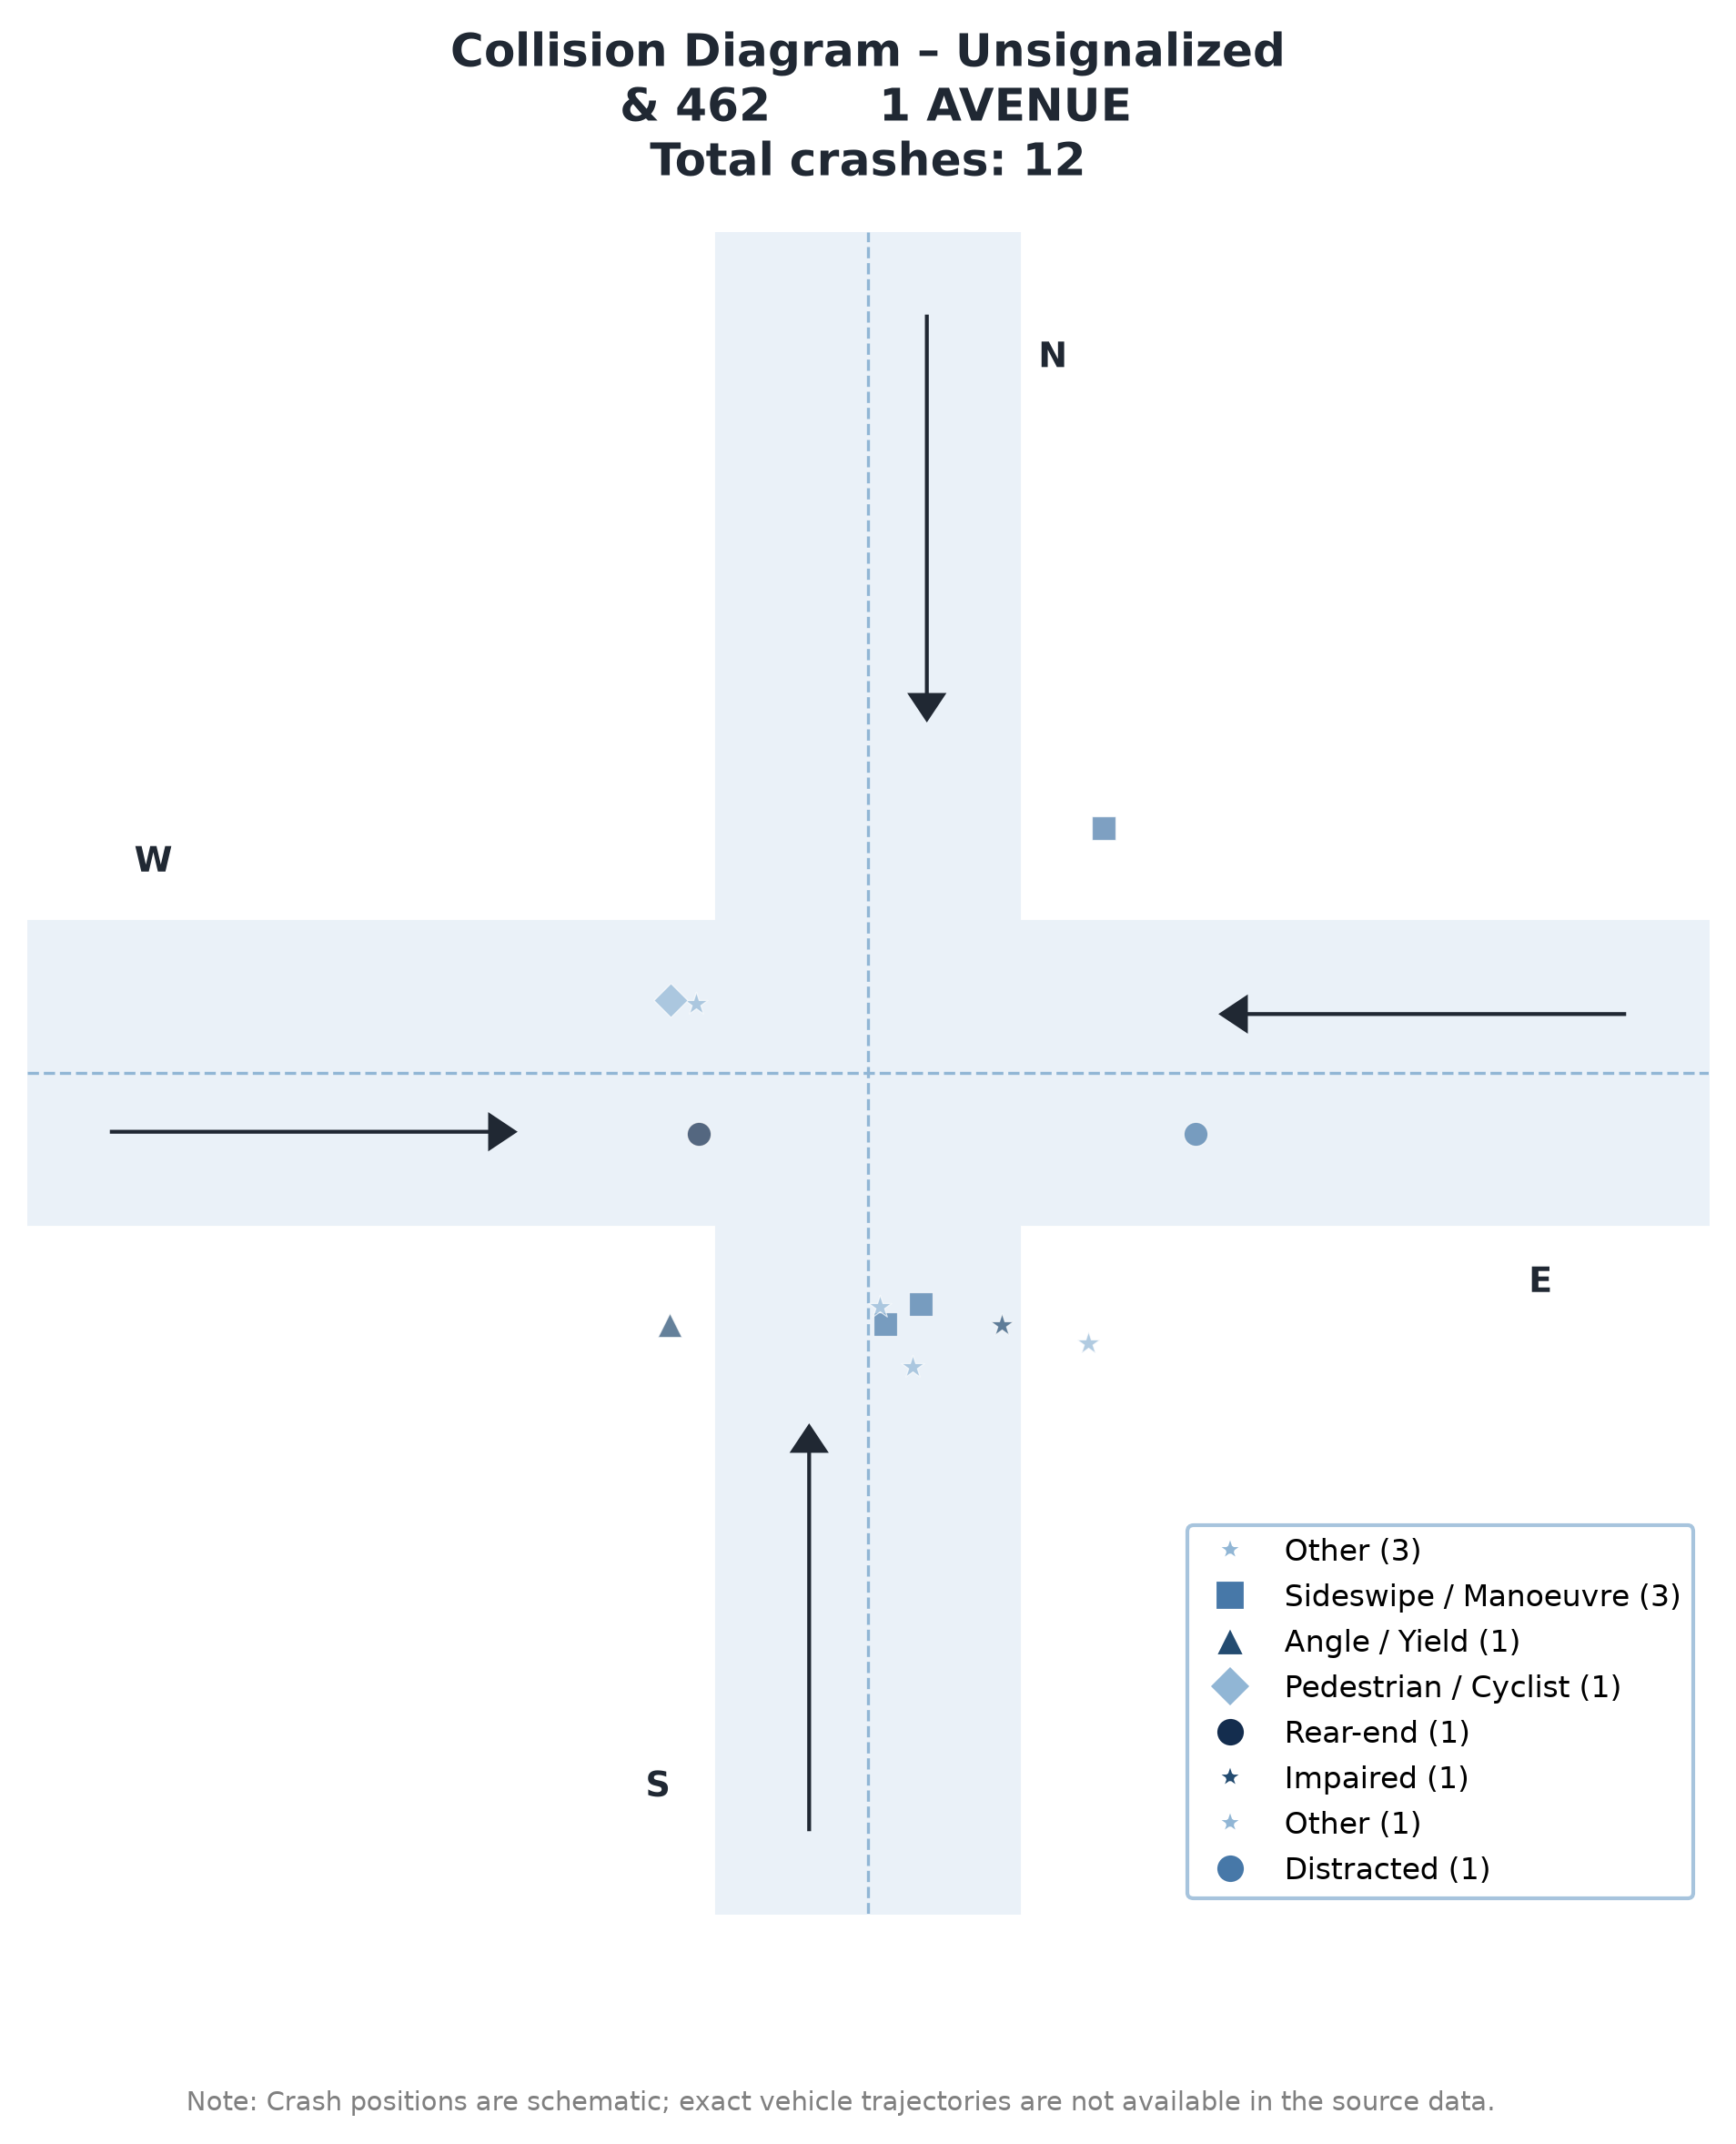 Collision Diagram – Unsignalized
& 462        1 AVENUE
Total crashes: 12
N
W
E
S
Other (3)
Sideswipe / Manoeuvre (3)
Angle / Yield (1)
Pedestrian / Cyclist (1)
Rear-end (1)
Impaired (1)
Other (1)
Distracted (1)
Note: Crash positions are schematic; exact vehicle trajectories are not available in the source data.